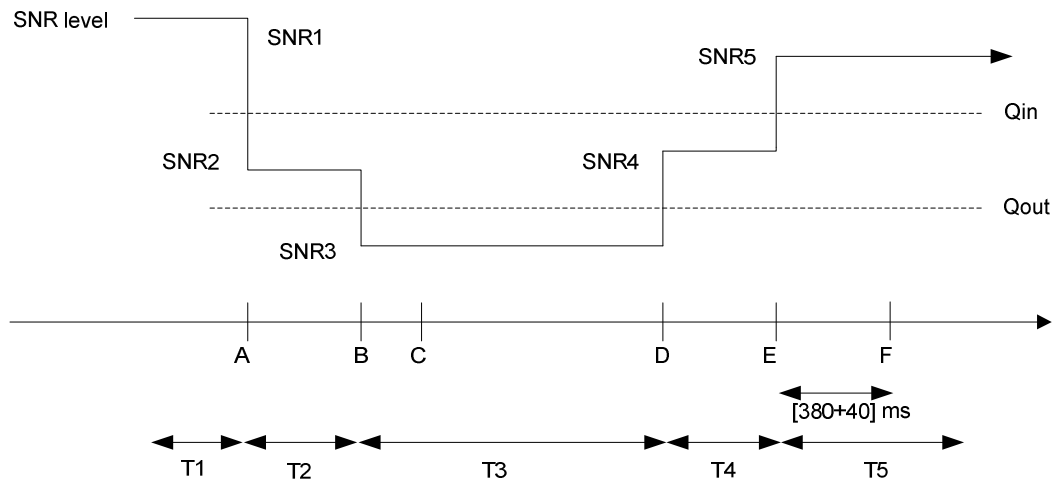 SNR level
SNR1
SNR5
Qin
SNR2
SNR4
Qout
SNR3
A B C D E F
[380+40] ms
T1 T2 T3 T4 T5